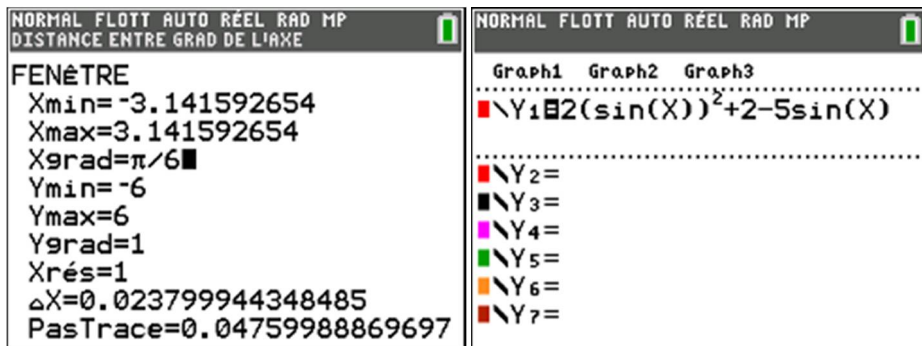 NORMAL FLOTT AUTO RÉEL RAD MP
DISTANCE ENTRE GRAD DE L'AXE
FENÊTRE
Xmin=-3.141592654
Xmax=3.141592654
Xgrad=π/6
Ymin=-6
Ymax=6
Ygrad=1
Xrés=1
△X=0.023799944348485
PasTrace=0.04759988869697
NORMAL FLOTT AUTO RÉEL RAD MP
Graph1 Graph2 Graph3
\Y₁=2(sin(X))²+2-5sin(X)
\Y₂=
\Y₃=
\Y₄=
\Y₅=
\Y₆=
\Y₇=